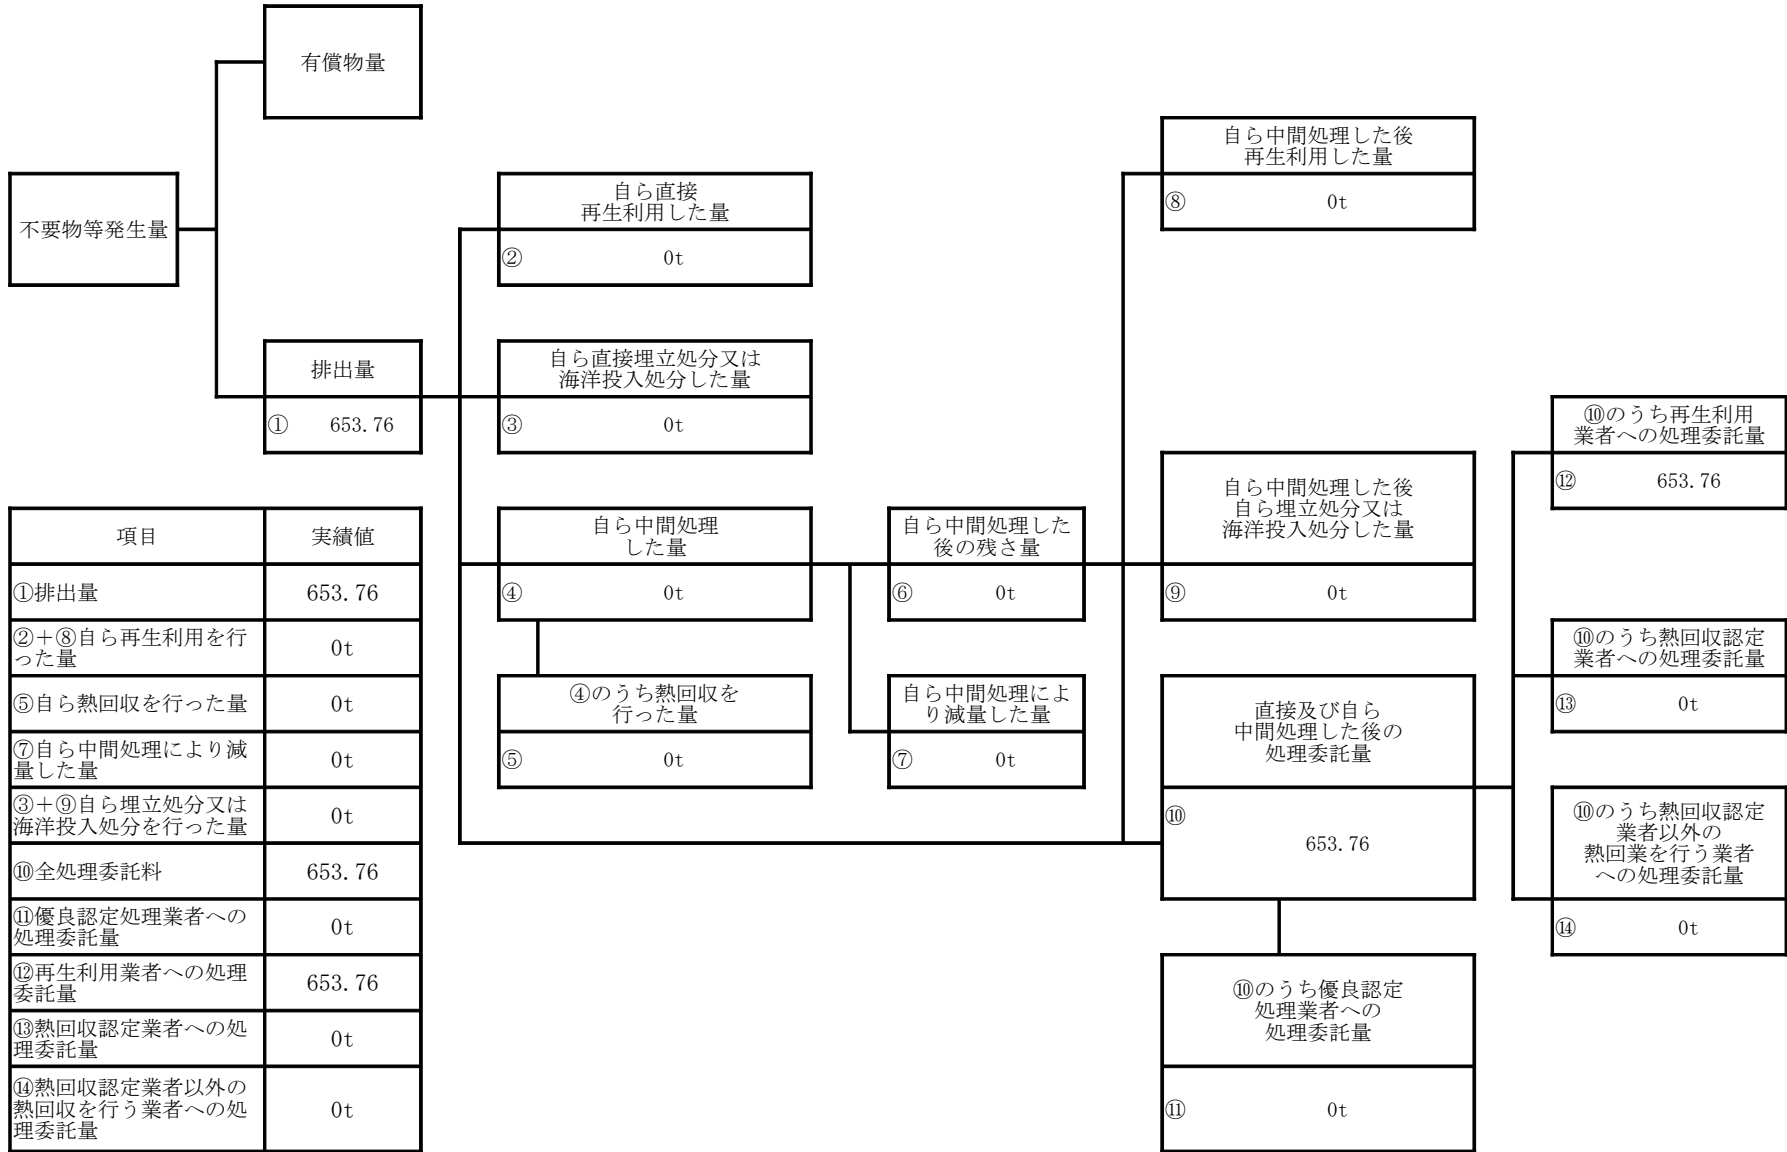 有償物量
不要物等発生量
排出量
① 653.76
自ら直接
再生利用した量
② 0t
自ら直接埋立処分又は
海洋投入処分した量
③ 0t
自ら中間処理
した量
④ 0t
④のうち熱回収を
行った量
⑤ 0t
自ら中間処理した
後の残さ量
⑥ 0t
自ら中間処理によ
り減量した量
⑦ 0t
自ら中間処理した後
再生利用した量
⑧ 0t
自ら中間処理した後
自ら埋立処分又は
海洋投入処分した量
⑨ 0t
直接及び自ら
中間処理した後の
処理委託量
⑩
653.76
⑩のうち優良認定
処理業者への
処理委託量
⑪ 0t
⑩のうち再生利用
業者への処理委託量
⑫ 653.76
⑩のうち熱回収認定
業者への処理委託量
⑬ 0t
⑩のうち熱回収認定
業者以外の
熱回業を行う業者
への処理委託量
⑭ 0t
項目 実績値
①排出量 653.76
②+⑧自ら再生利用を行
った量 0t
⑤自ら熱回収を行った量 0t
⑦自ら中間処理により減
量した量 0t
③+⑨自ら埋立処分又は
海洋投入処分を行った量 0t
⑩全処理委託料 653.76
⑪優良認定処理業者への
処理委託量 0t
⑫再生利用業者への処理
委託量 653.76
⑬熱回収認定業者への処
理委託量 0t
⑭熱回収認定業者以外の
熱回収を行う業者への処
理委託量 0t